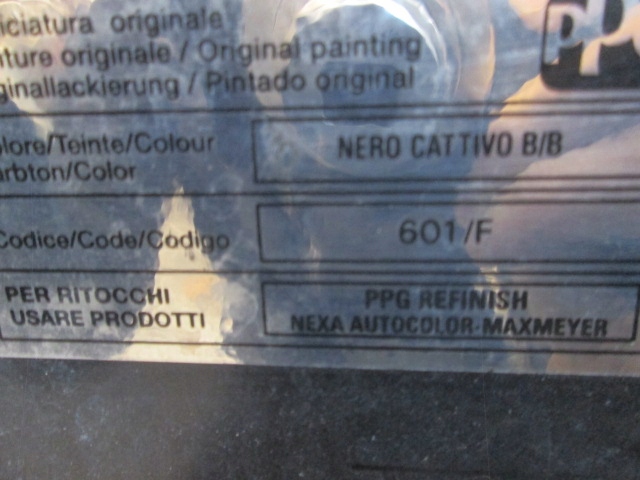 iciatura originale
nture originale / Original painting
ginallackierung / Pintado original
PPG
olore/Teinte/Colour
arbton/Color
NERO CATTIVO B/B
Codice/Code/Codigo
601/F
PER RITOCCHI
USARE PRODOTTI
PPG REFINISH
NEXA AUTOCOLOR-MAXMEYER